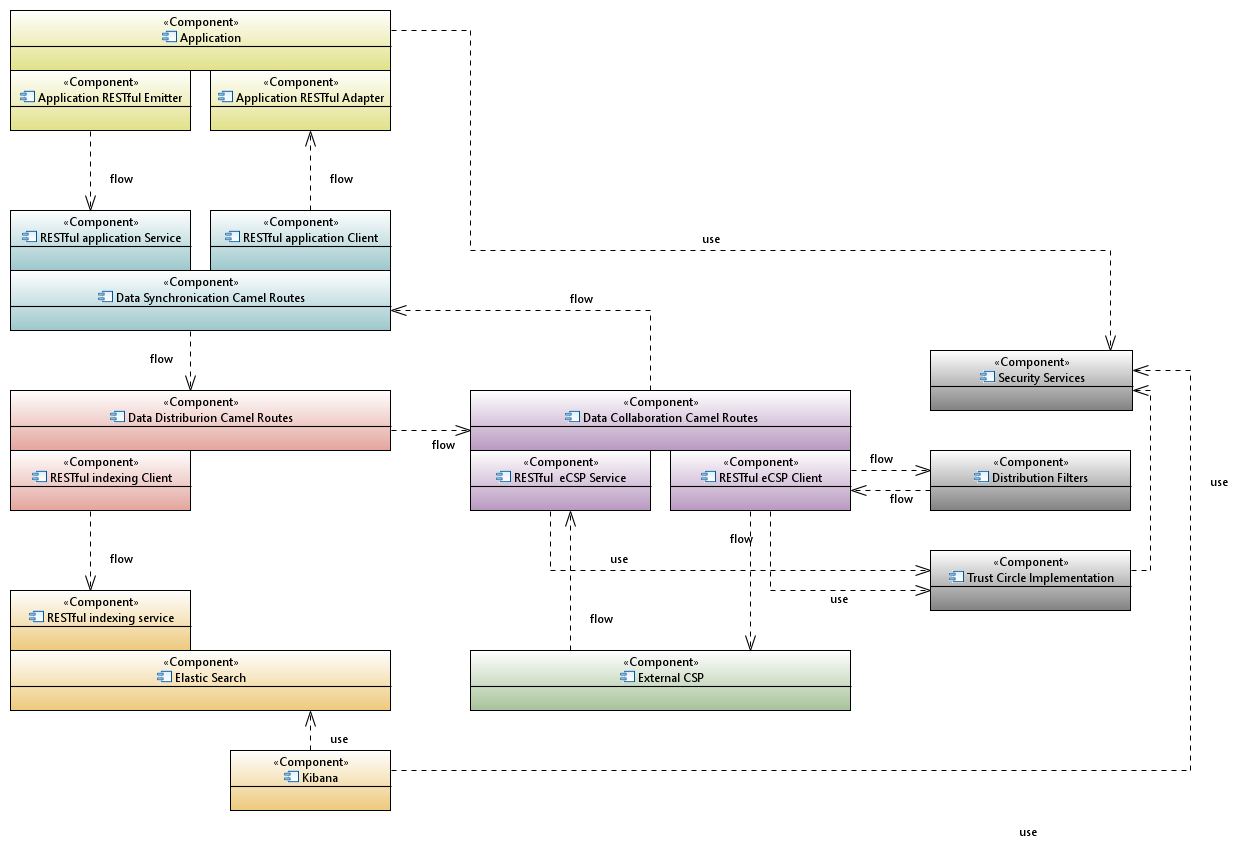 «Component»
Application
«Component»
Application RESTful Emitter
«Component»
Application RESTful Adapter
flow
flow
«Component»
RESTful application Service
«Component»
RESTful application Client
use
«Component»
Data Synchronication Camel Routes
flow
flow
«Component»
Security Services
«Component»
Data Distriburion Camel Routes
«Component»
Data Collaboration Camel Routes
flow
«Component»
RESTful indexing Client
«Component»
RESTful  eCSP Service
«Component»
RESTful eCSP Client
flow
flow
«Component»
Distribution Filters
use
flow
flow
use
use
«Component»
Trust Circle Implementation
«Component»
RESTful indexing service
flow
«Component»
Elastic Search
«Component»
External CSP
use
«Component»
Kibana
use